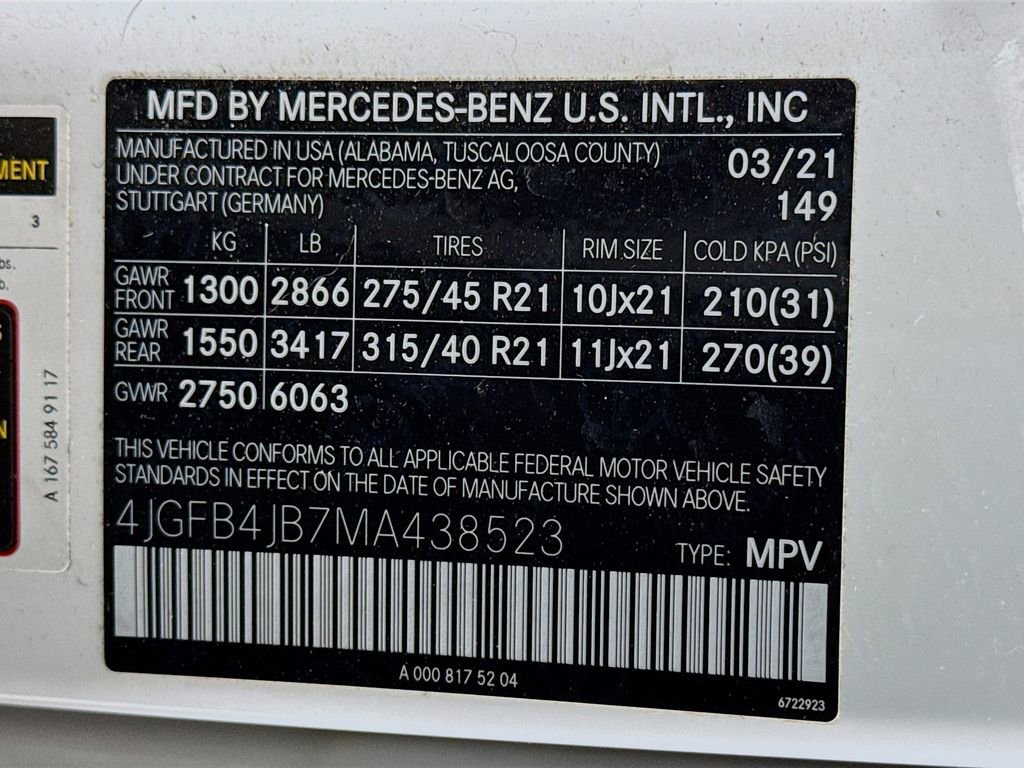 MFD BY MERCEDES-BENZ U.S. INTL., INC
MANUFACTURED IN USA (ALABAMA, TUSCALOOSA COUNTY) 03/21
UNDER CONTRACT FOR MERCEDES-BENZ AG,
STUTTGART (GERMANY) 149
KG LB TIRES RIM SIZE COLD KPA (PSI)
GAWR FRONT 1300 2866 275/45 R21 10Jx21 210(31)
GAWR REAR 1550 3417 315/40 R21 11Jx21 270(39)
GVWR 2750 6063
THIS VEHICLE CONFORMS TO ALL APPLICABLE FEDERAL MOTOR VEHICLE SAFETY
STANDARDS IN EFFECT ON THE DATE OF MANUFACTURE SHOWN ABOVE.
4JGFB4JB7MA438523
TYPE: MPV
A 000 817 52 04
6722923
3
A 167 584 91 17